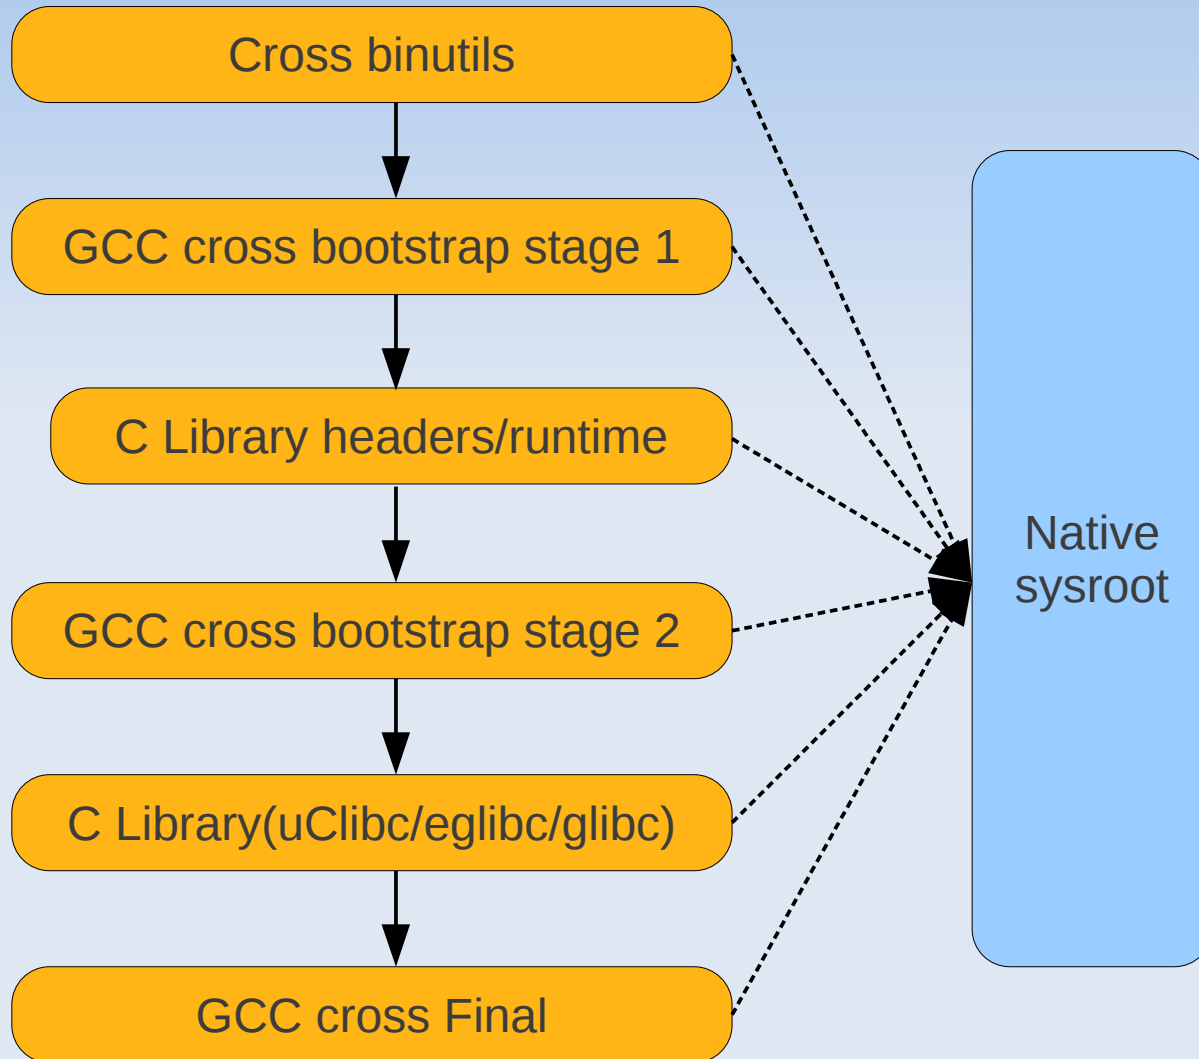 Cross binutils
GCC cross bootstrap stage 1
C Library headers/runtime
GCC cross bootstrap stage 2
C Library(uClibc/eglibc/glibc)
GCC cross Final
Native
sysroot